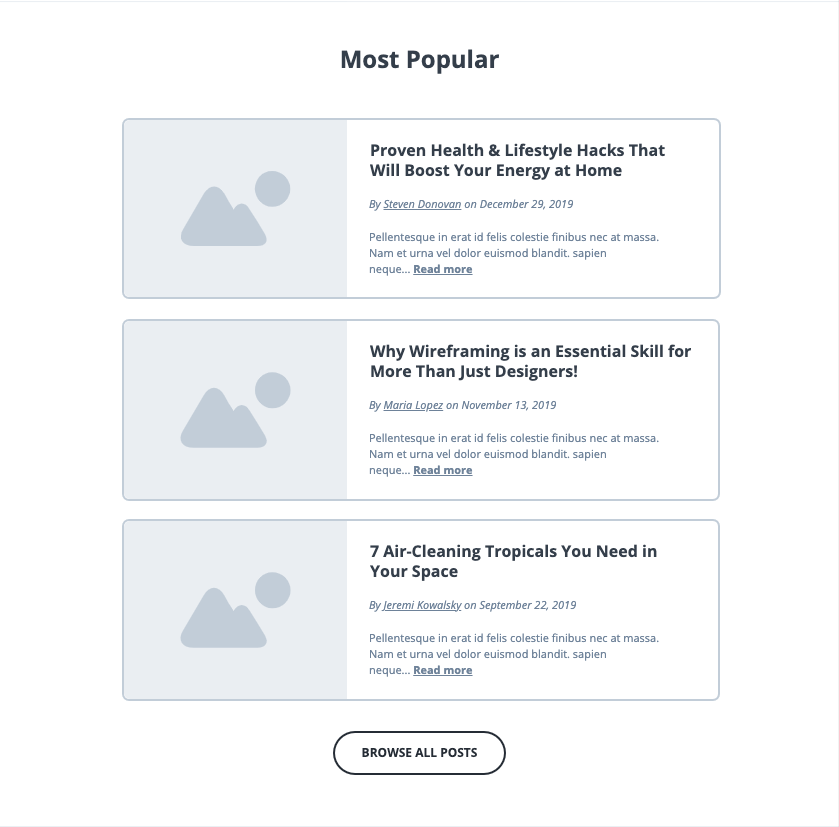 Most Popular
Proven Health & Lifestyle Hacks That
Will Boost Your Energy at Home
By Steven Donovan on December 29, 2019
Pellentesque in erat id felis colestie finibus nec at massa.
Nam et urna vel dolor euismod blandit. sapien
neque... Read more
Why Wireframing is an Essential Skill for
More Than Just Designers!
By Maria Lopez on November 13, 2019
Pellentesque in erat id felis colestie finibus nec at massa.
Nam et urna vel dolor euismod blandit. sapien
neque... Read more
7 Air-Cleaning Tropicals You Need in
Your Space
By Jeremi Kowalsky on September 22, 2019
Pellentesque in erat id felis colestie finibus nec at massa.
Nam et urna vel dolor euismod blandit. sapien
neque... Read more
BROWSE ALL POSTS